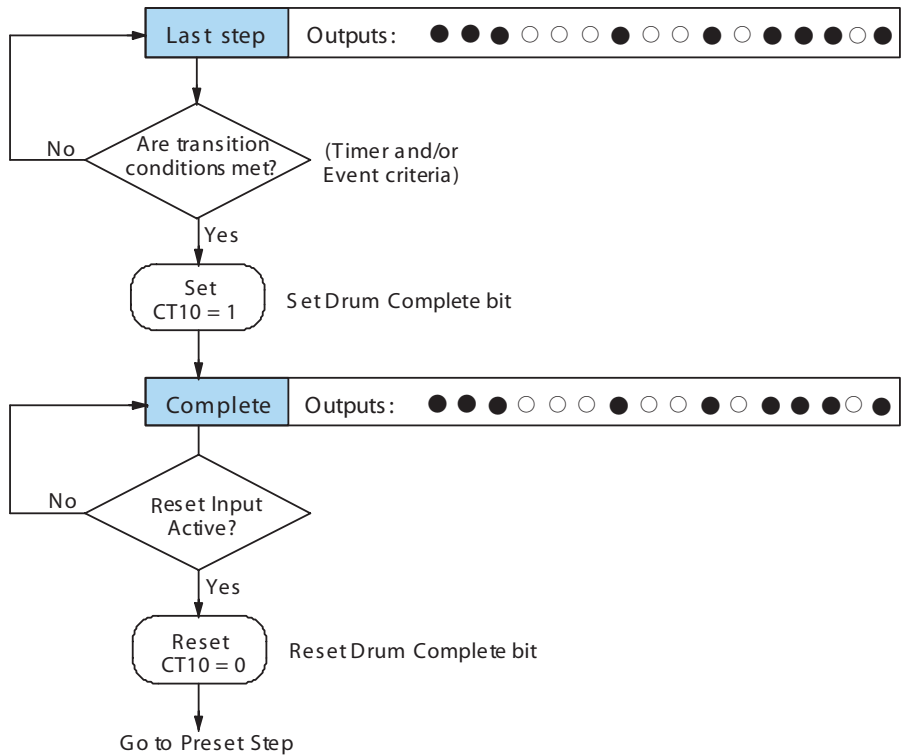 Last step Outputs:
Are transition
conditions met?
No
(Timer and/or
Event criteria)
Yes
Set
CT10 = 1
Set Drum Complete bit
Complete Outputs:
Reset Input
Active?
No
Yes
Reset
CT10 = 0
Reset Drum Complete bit
Go to Preset Step